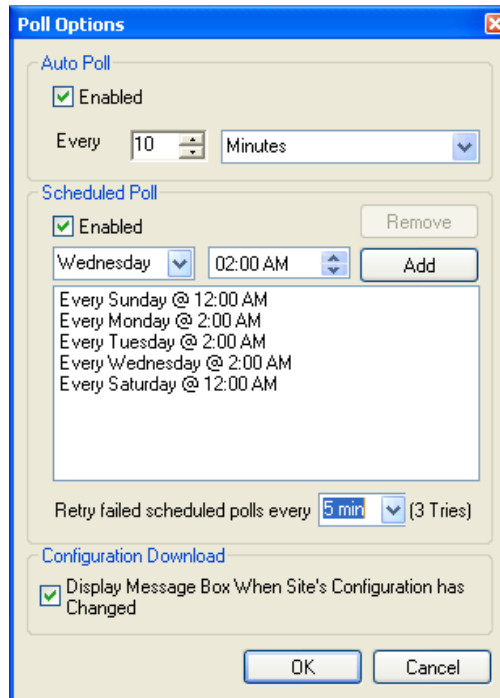 Poll Options
Auto Poll
Enabled
Every 10 Minutes
Scheduled Poll
Enabled Remove
Wednesday 02:00 AM Add
Every Sunday @ 12:00 AM
Every Monday @ 2:00 AM
Every Tuesday @ 2:00 AM
Every Wednesday @ 2:00 AM
Every Saturday @ 12:00 AM
Retry failed scheduled polls every 5 min (3 Tries)
Configuration Download
Display Message Box When Site's Configuration has
Changed
OK Cancel